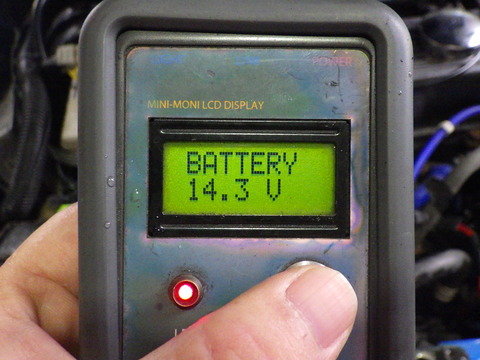 POWER
MINI-MONI LCD DISPLAY
BATTERY
14.3 V